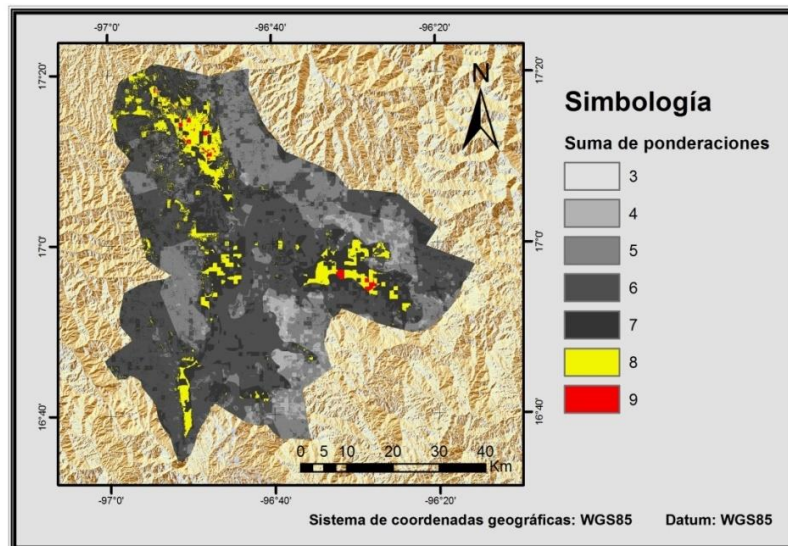 -97°0' -96°40' -96°20'
17°20' 17°20'
N
Simbología
Suma de ponderaciones
3
4
5
6
7
8
9
17°0' 17°0'
16°40' 16°40'
0 5 10 20 30 40
Km
-97°0' -96°40' -96°20'
Sistema de coordenadas geográficas: WGS85 Datum: WGS85